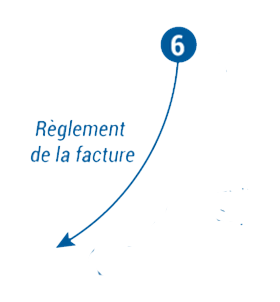 6
Règlement
de la facture